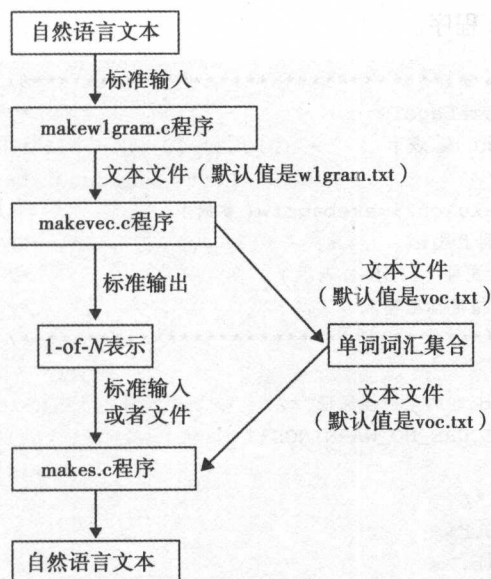 自然语言文本
标准输入
makew1gram.c程序
文本文件（默认值是w1gram.txt）
makevec.c程序
标准输出
文本文件
（默认值是voc.txt）
1-of-N表示
单词词汇集合
标准输入
或者文件
文本文件
（默认值是voc.txt）
makes.c程序
自然语言文本